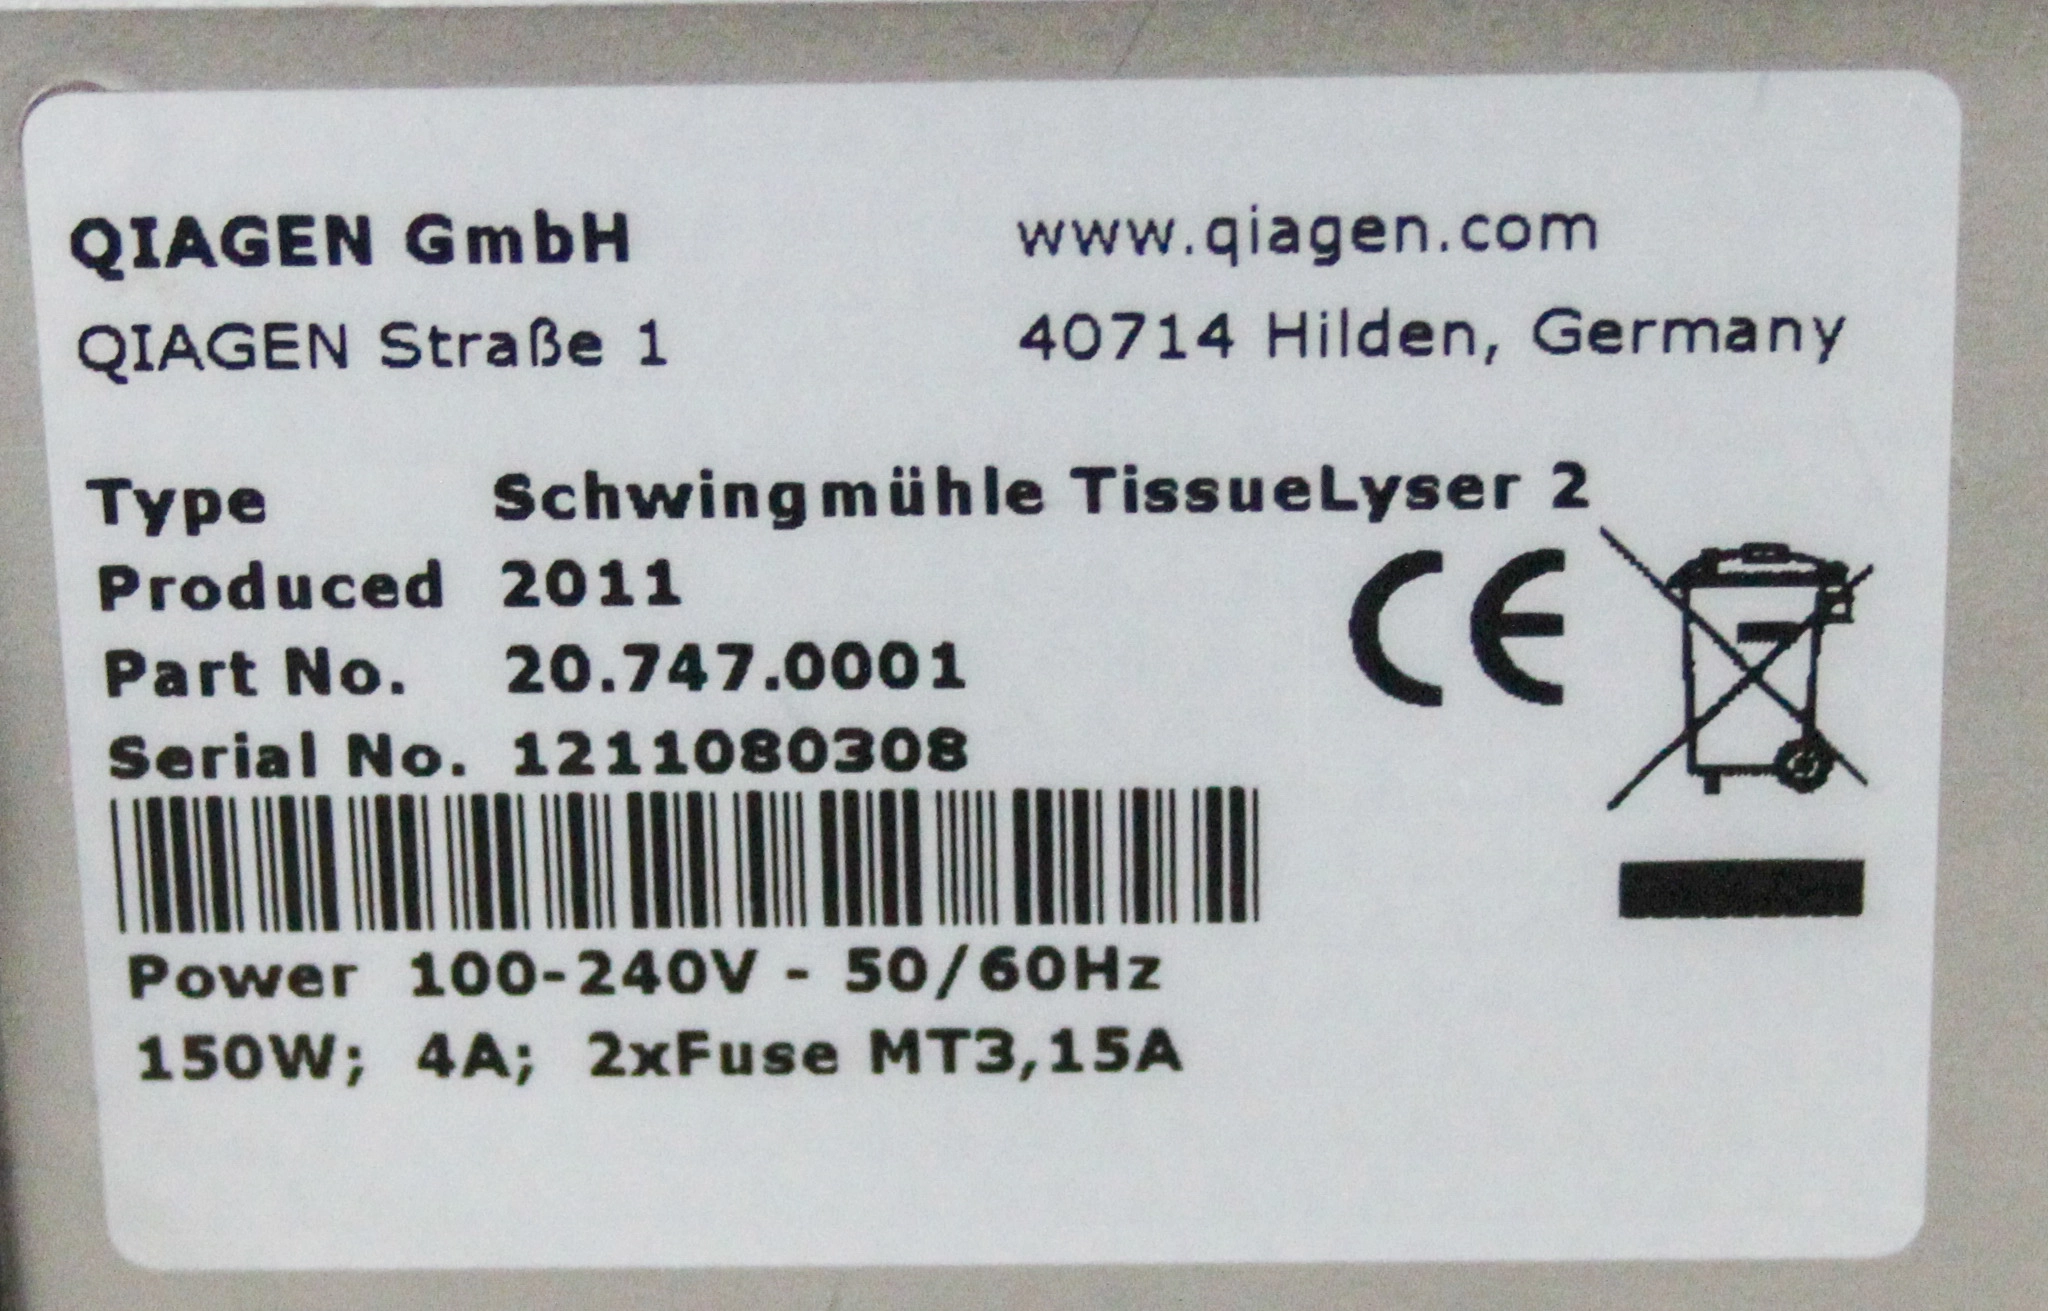 QIAGEN GmbH www.qiagen.com
QIAGEN Straße 1 40714 Hilden, Germany
Type Schwingmühle TissueLyser 2
Produced 2011
Part No. 20.747.0001
Serial No. 1211080308
CE
Power 100-240V - 50/60Hz
150W; 4A; 2xFuse MT3,15A